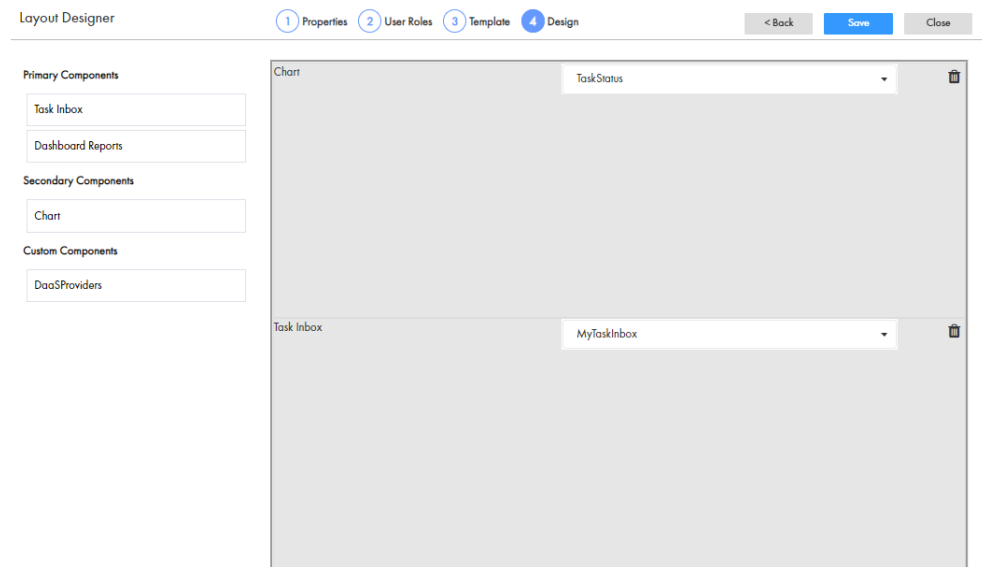 Layout Designer
1 Properties 2 User Roles 3 Template 4 Design
< Back Save Close
Primary Components
Task Inbox
Dashboard Reports
Secondary Components
Chart
Custom Components
DaaSProviders
Chart TaskStatus
Task Inbox MyTaskInbox